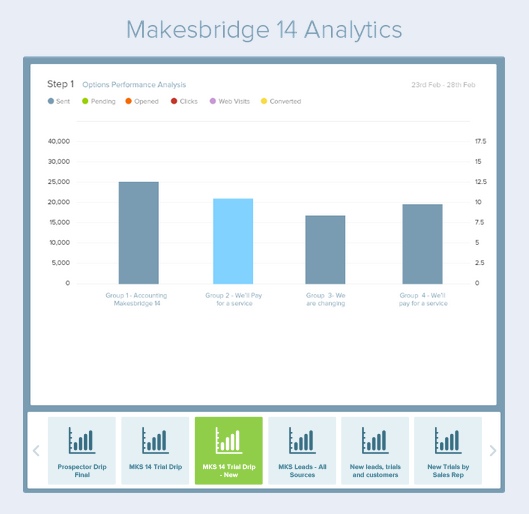 Makesbridge 14 Analytics
Step 1 Options Performance Analysis 23rd Feb - 28th Feb
Sent Pending Opened Clicks Web Visits Converted
40,000 17.5
30,000 15
25,000 12.5
20,000 10
15,000 7.5
10,000 5
5,000 2.5
0 0
Group 1 - Accounting Group 2 - We'll Pay Group 3- We Group 4 - We'll
Makesbridge 14 for a service are changing pay for a service
Prospector Drip MKS 14 Trial Drip MKS 14 Trial Drip MKS Leads - All New leads, trials New Trials by
Final - New Sources and customers Sales Rep